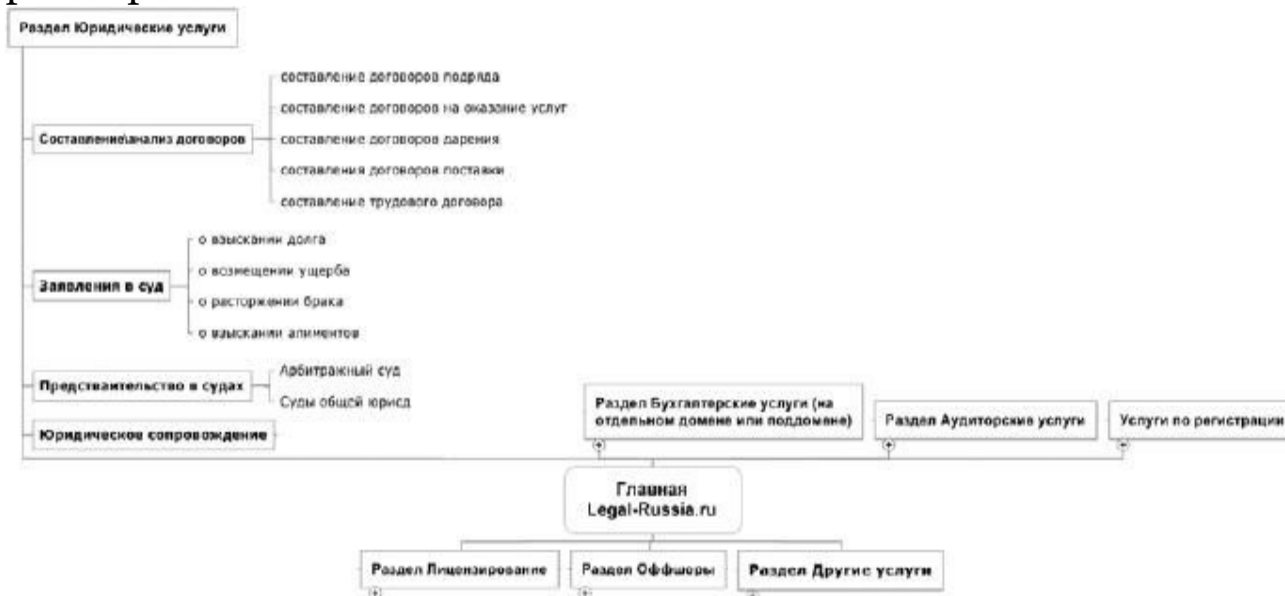 Раздел Юридические услуги
составление договоров подряда
составление договоров на оказание услуг
Составление\анализ договоров
составление договоров дарения
составления договоров поставки
составление трудового договора
о взыскании долга
о возмещении ущерба
Заявления в суд
о расторжении брака
о взыскании алиментов
Арбитражный суд
Представительство в судах
Суды общей юрисд
Юридическое сопровождение
Раздел Бухгалтерские услуги (на
отдельном домене или поддомене)
Раздел Аудиторские услуги
Услуги по регистрации
Главная
Legal-Russia.ru
Раздел Лицензирование
Раздел Оффшоры
Раздел Другие услуги